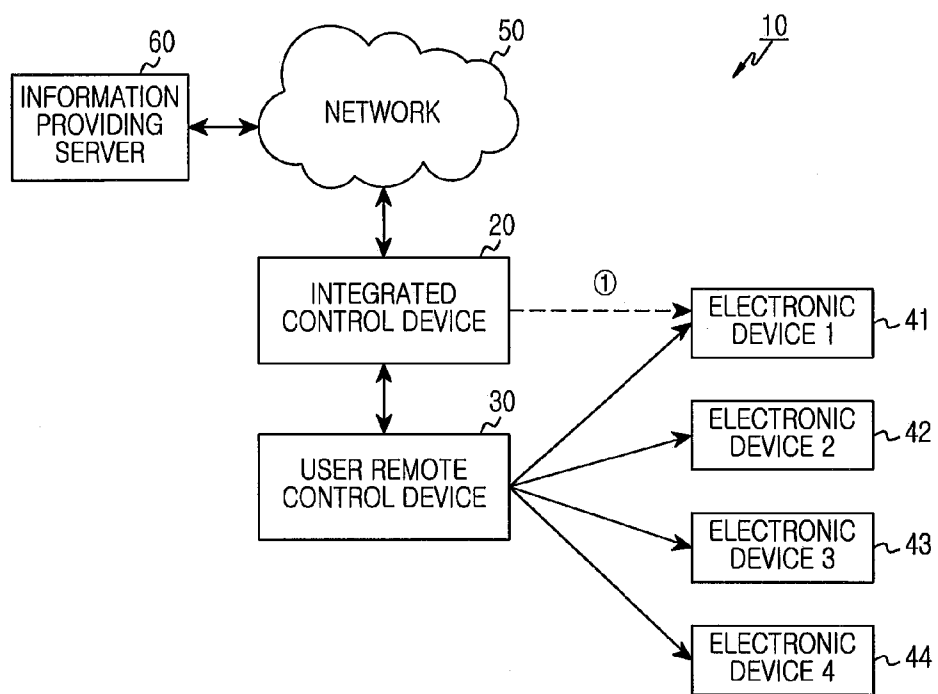 10
60
50
INFORMATION
PROVIDING
SERVER
NETWORK
20
INTEGRATED
CONTROL DEVICE
①
ELECTRONIC
DEVICE 1
41
30
USER REMOTE
CONTROL DEVICE
ELECTRONIC
DEVICE 2
42
ELECTRONIC
DEVICE 3
43
ELECTRONIC
DEVICE 4
44